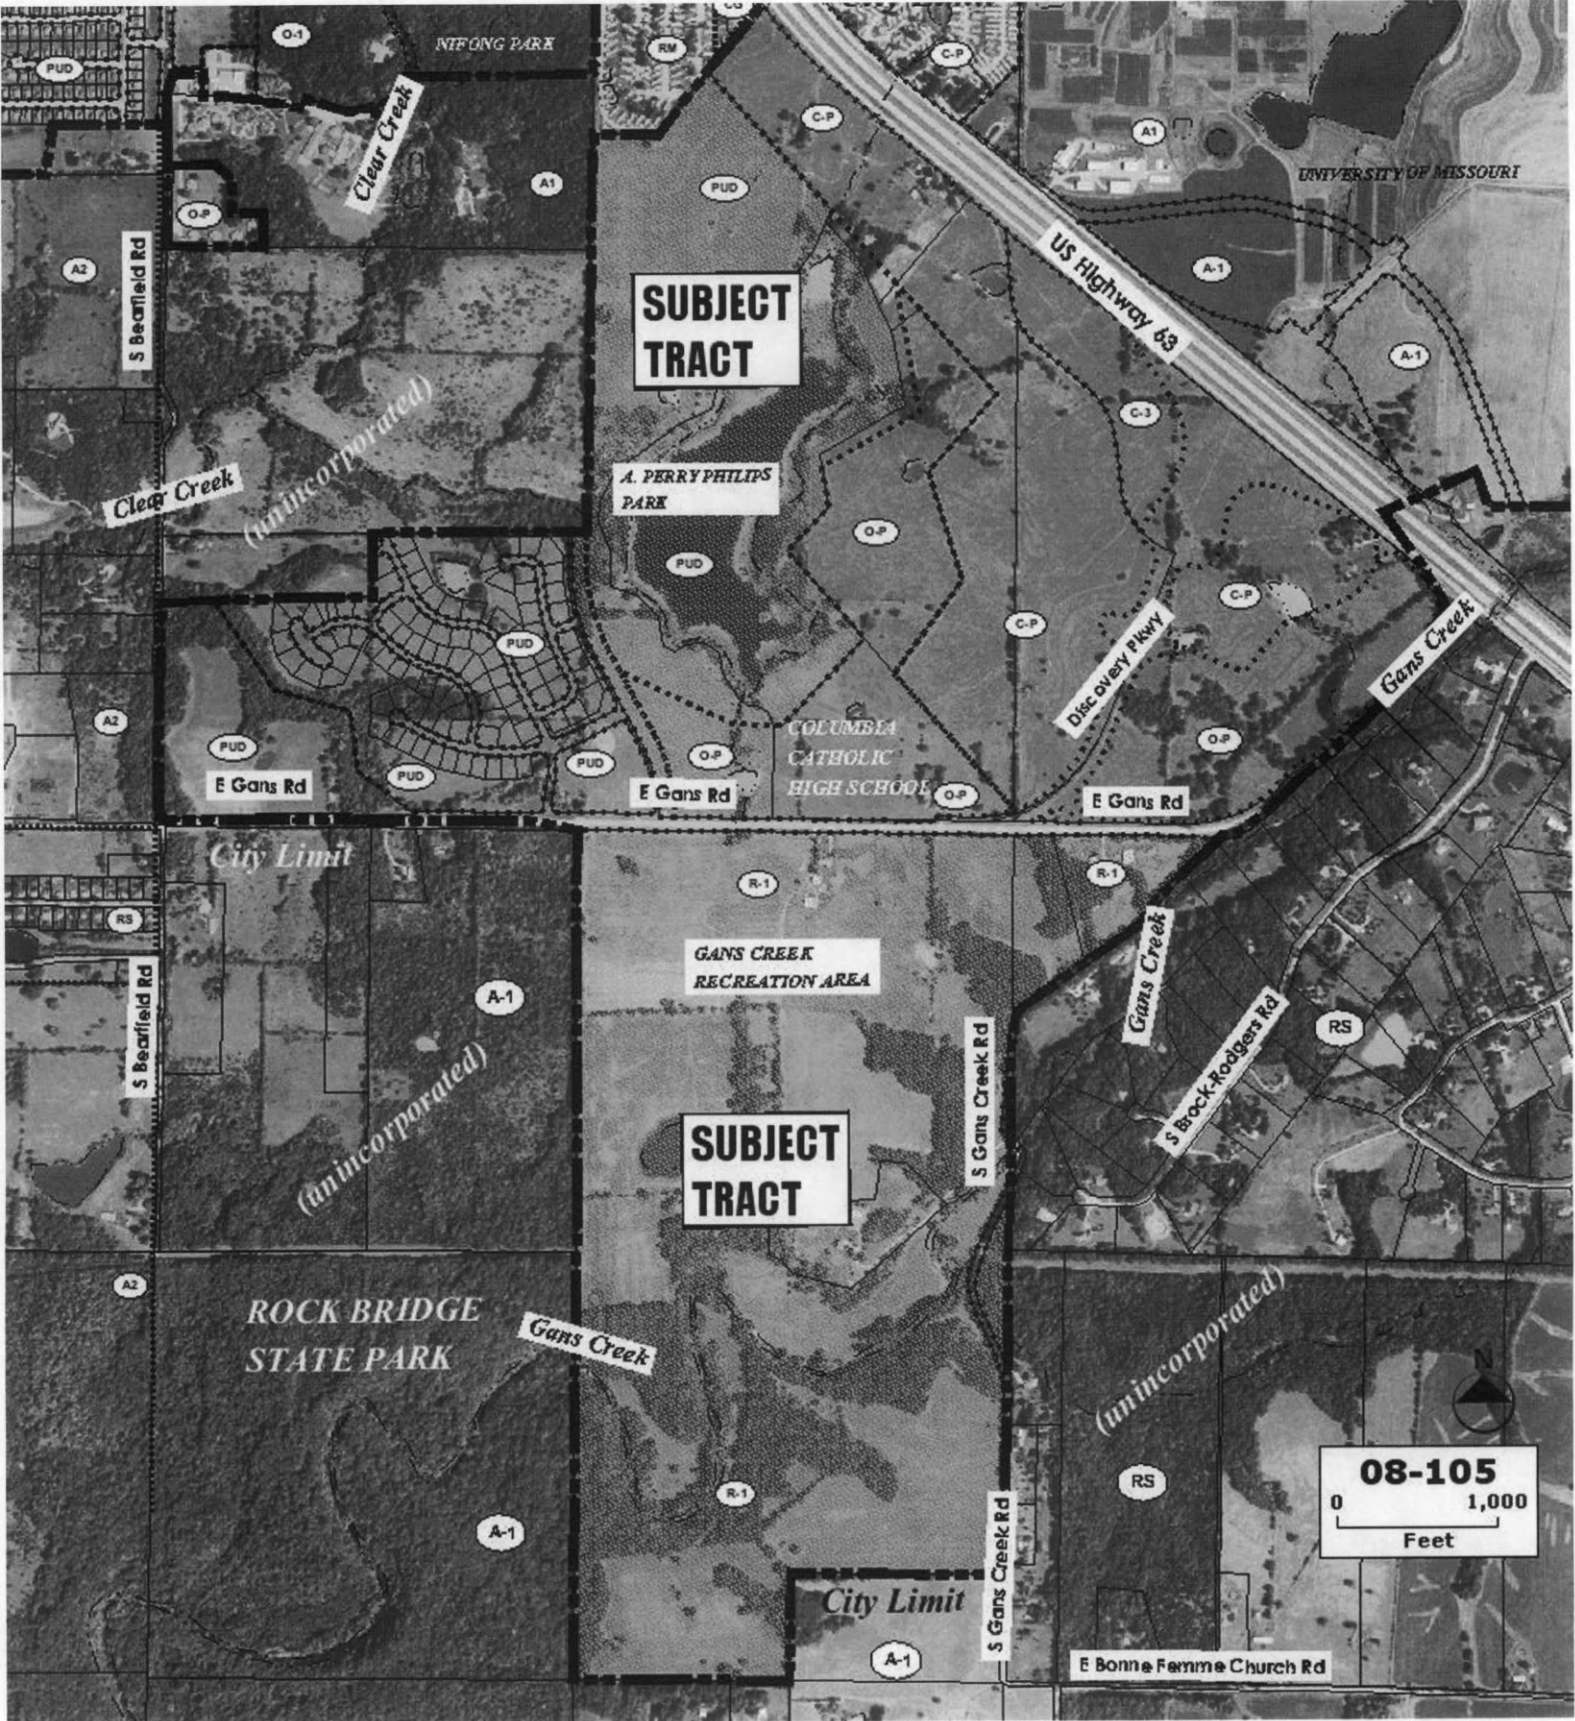 CG
O-1
NIFONG PARK
RM
C-P
PUD
Clear Creek
C-P
A1
UNIVERSITY OF MISSOURI
A1
PUD
O-P
S Bearfield Rd
A2
US Highway 63
A-1
SUBJECT
TRACT
A-1
C-3
(unincorporated)
Clear Creek
A. PERRY PHILIPS
PARK
O-P
PUD
C-P
C-P
PUD
Discovery Pkwy
Gans Creek
A2
PUD
COLUMBIA
CATHOLIC
HIGH SCHOOL
O-P
O-P
PUD
PUD
E Gans Rd
E Gans Rd
O-P
E Gans Rd
City Limit
R-1
R-1
RS
GANS CREEK
RECREATION AREA
Gans Creek
S Bearfield Rd
A-1
S Gans Creek Rd
S Brock-Rodgers Rd
RS
(unincorporated)
SUBJECT
TRACT
A2
ROCK BRIDGE
STATE PARK
Gans Creek
(unincorporated)
N
RS
R-1
A-1
08-105
0 1,000
Feet
S Gans Creek Rd
City Limit
A-1
E Bonne Femme Church Rd